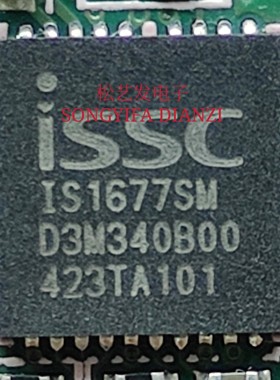 issc
松艺发电子
SONGYIFA DIANZI
IS1677SM
D3M340B00
423TA101